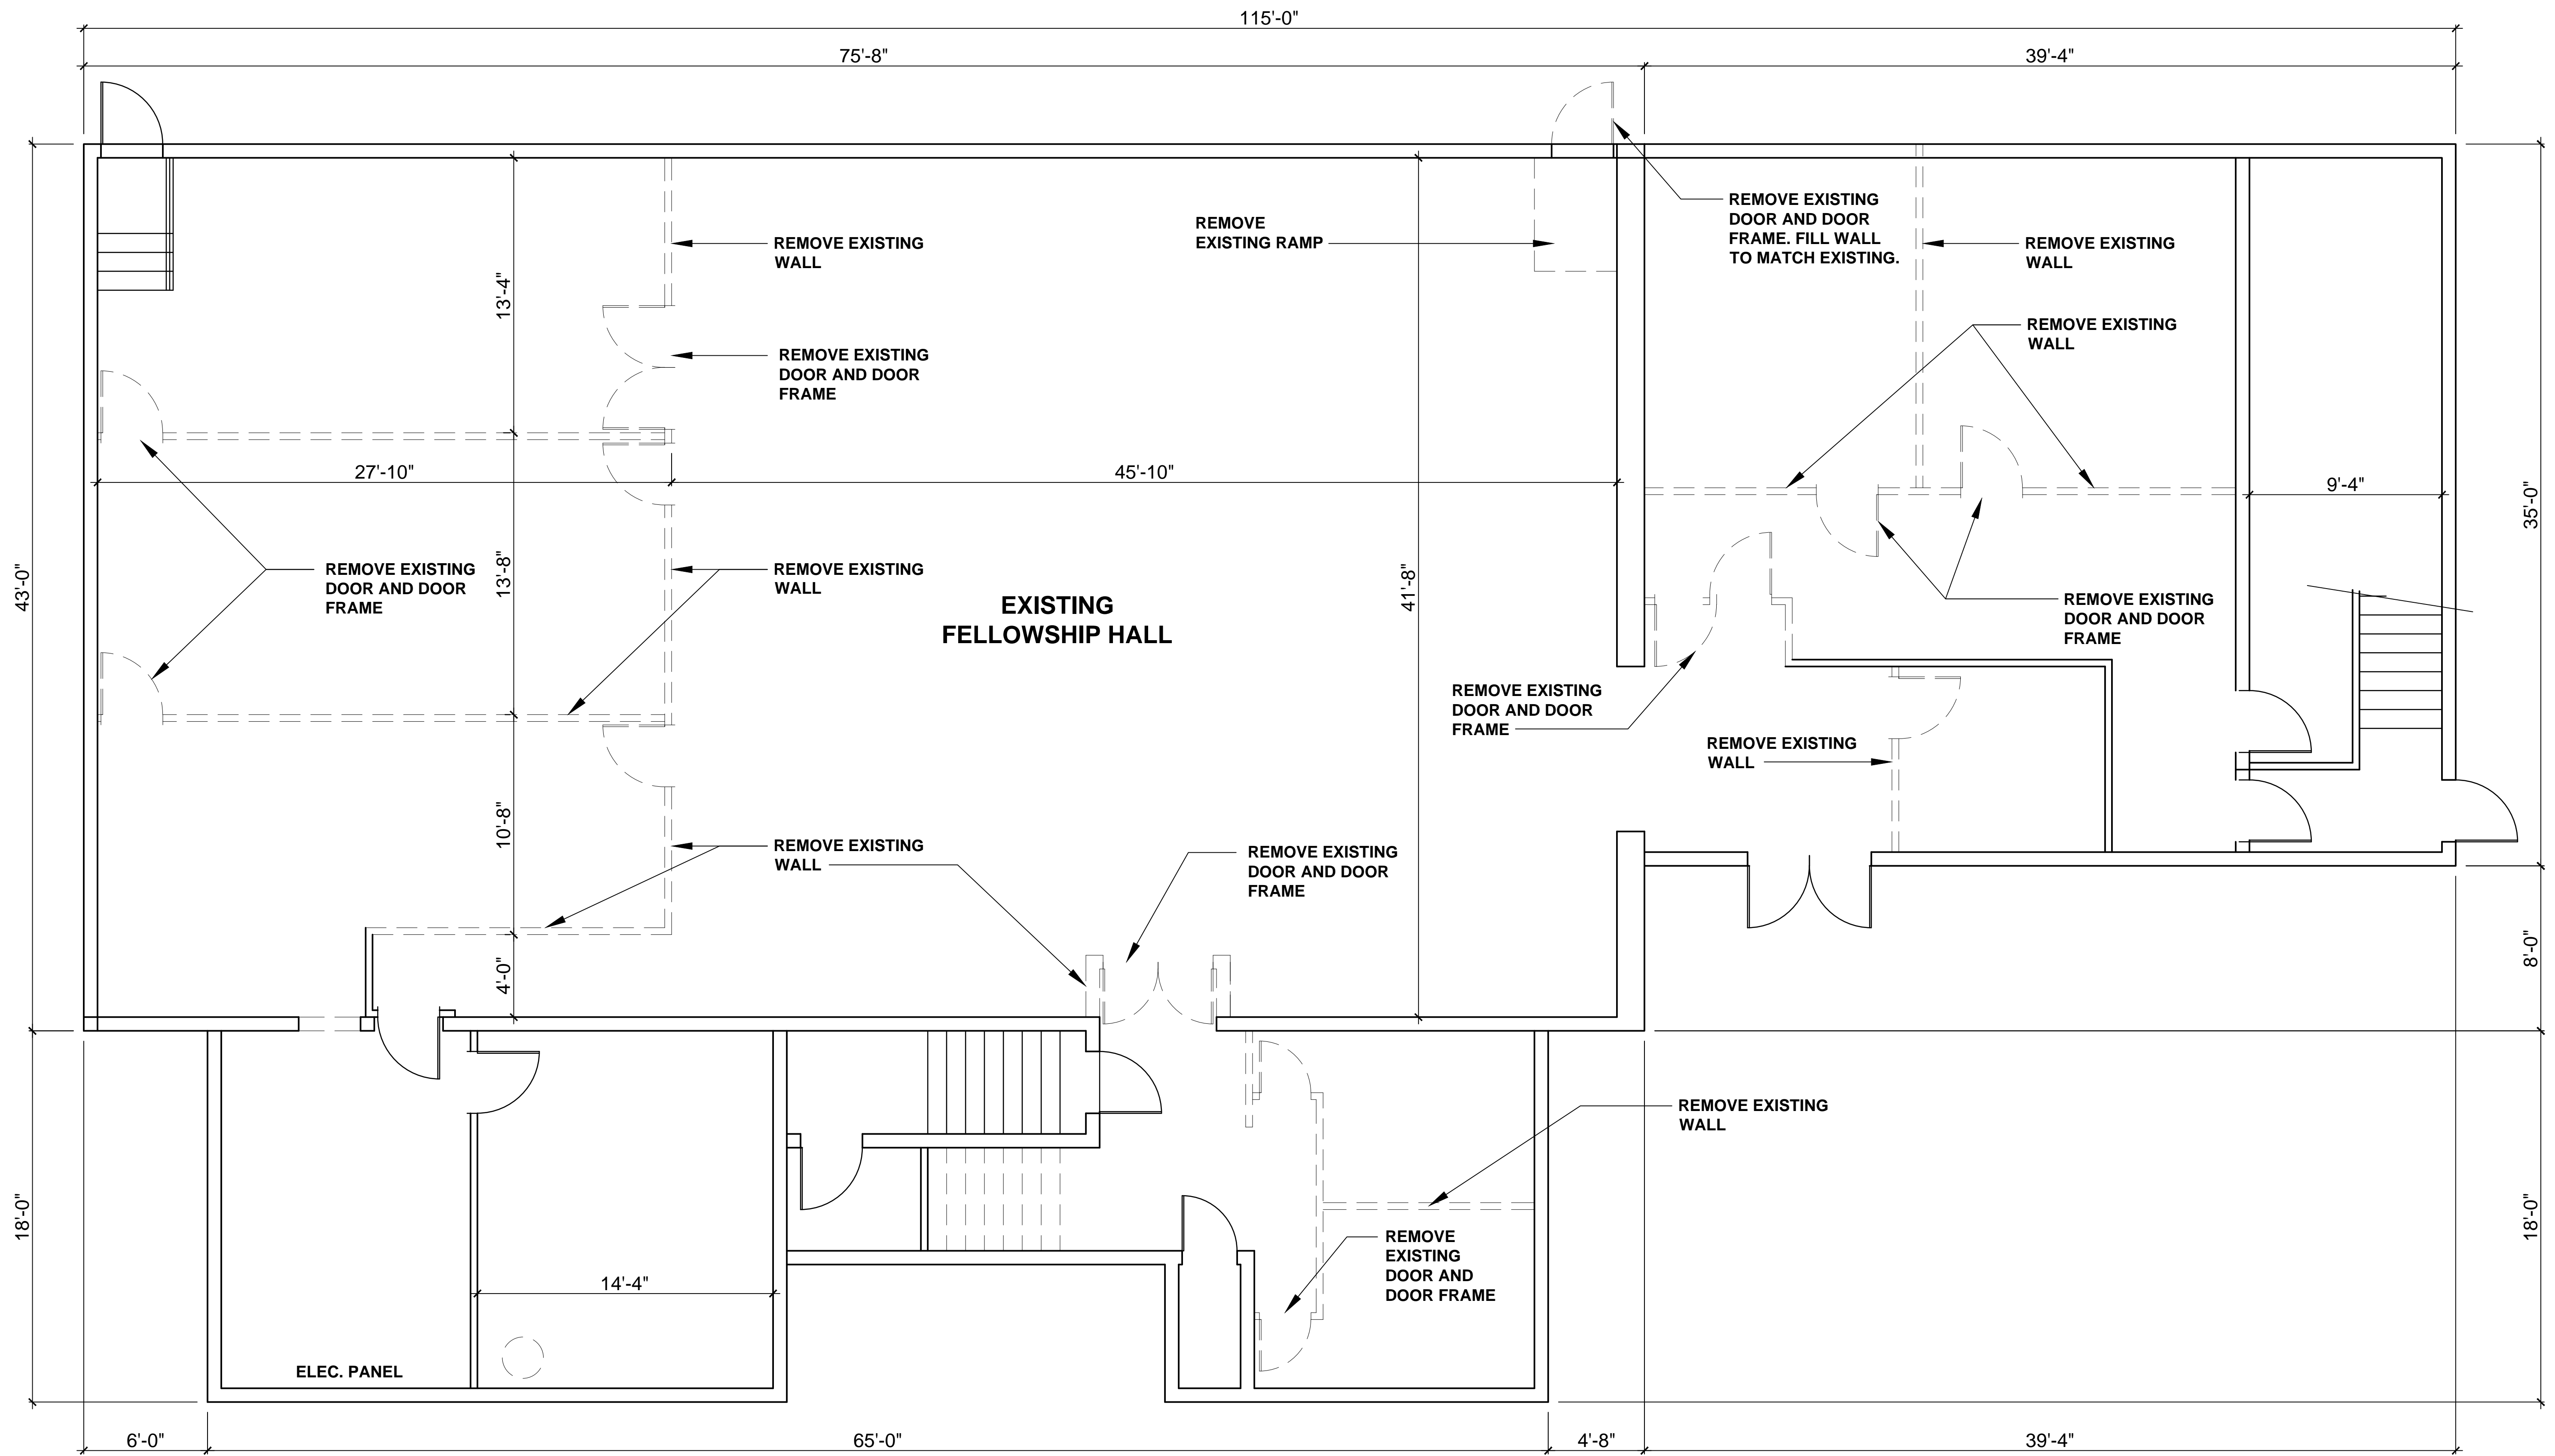 115'-0"
75'-8"
39'-4"
REMOVE EXISTING
WALL
REMOVE
EXISTING RAMP
REMOVE EXISTING
DOOR AND DOOR
FRAME. FILL WALL
TO MATCH EXISTING.
REMOVE EXISTING
WALL
13'-4"
REMOVE EXISTING
DOOR AND DOOR
FRAME
REMOVE EXISTING
WALL
27'-10"
45'-10"
9'-4"
35'-0"
43'-0"
REMOVE EXISTING
DOOR AND DOOR
FRAME
13'-8"
REMOVE EXISTING
WALL
EXISTING
FELLOWSHIP HALL
41'-8"
REMOVE EXISTING
DOOR AND DOOR
FRAME
REMOVE EXISTING
DOOR AND DOOR
FRAME
REMOVE EXISTING
WALL
10'-8"
REMOVE EXISTING
WALL
REMOVE EXISTING
DOOR AND DOOR
FRAME
4'-0"
8'-0"
REMOVE EXISTING
WALL
18'-0"
18'-0"
REMOVE
EXISTING
DOOR AND
DOOR FRAME
14'-4"
ELEC. PANEL
6'-0"
65'-0"
4'-8"
39'-4"